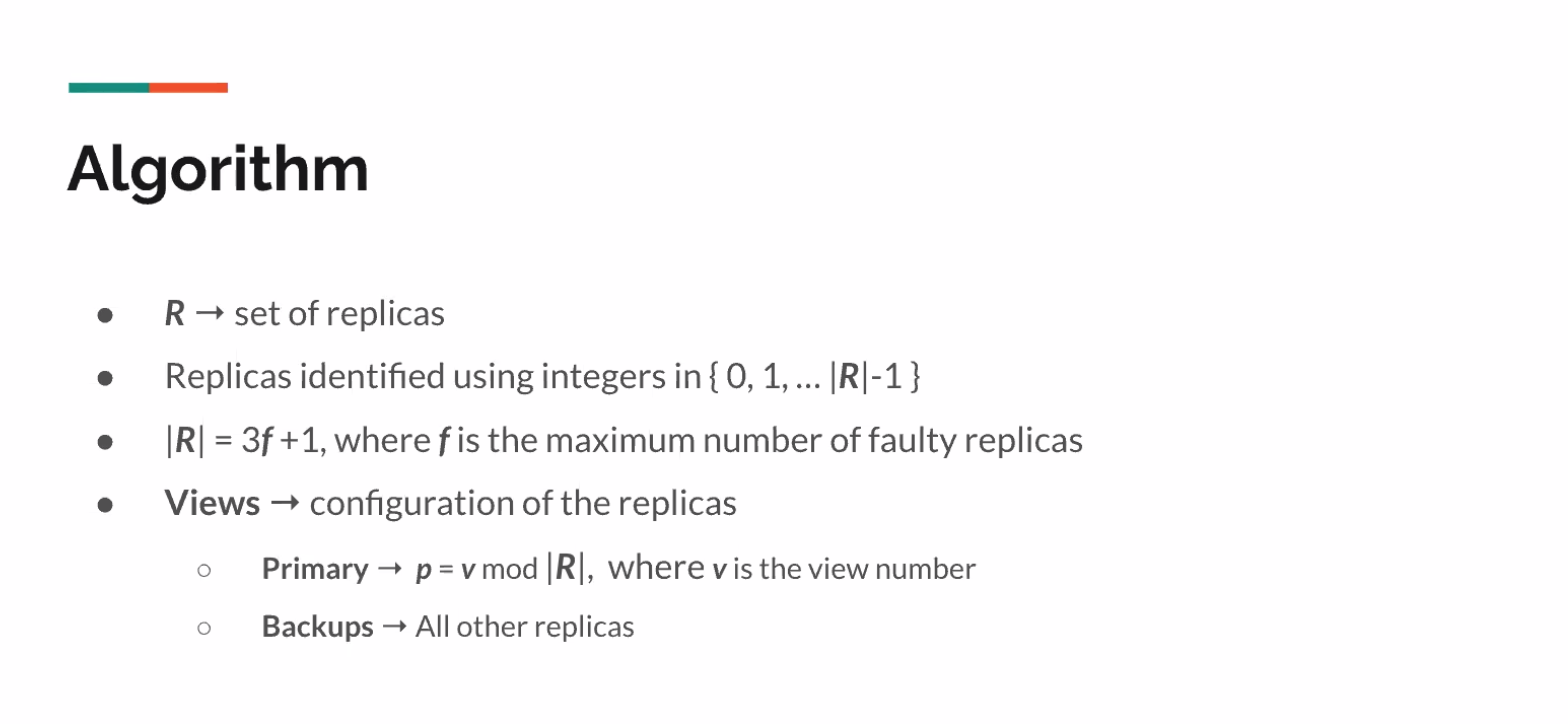 Algorithm
● R → set of replicas
● Replicas identified using integers in { 0, 1, … |R|-1 }
● |R| = 3f +1, where f is the maximum number of faulty replicas
● Views → configuration of the replicas
○ Primary → p = v mod |R|, where v is the view number
○ Backups → All other replicas